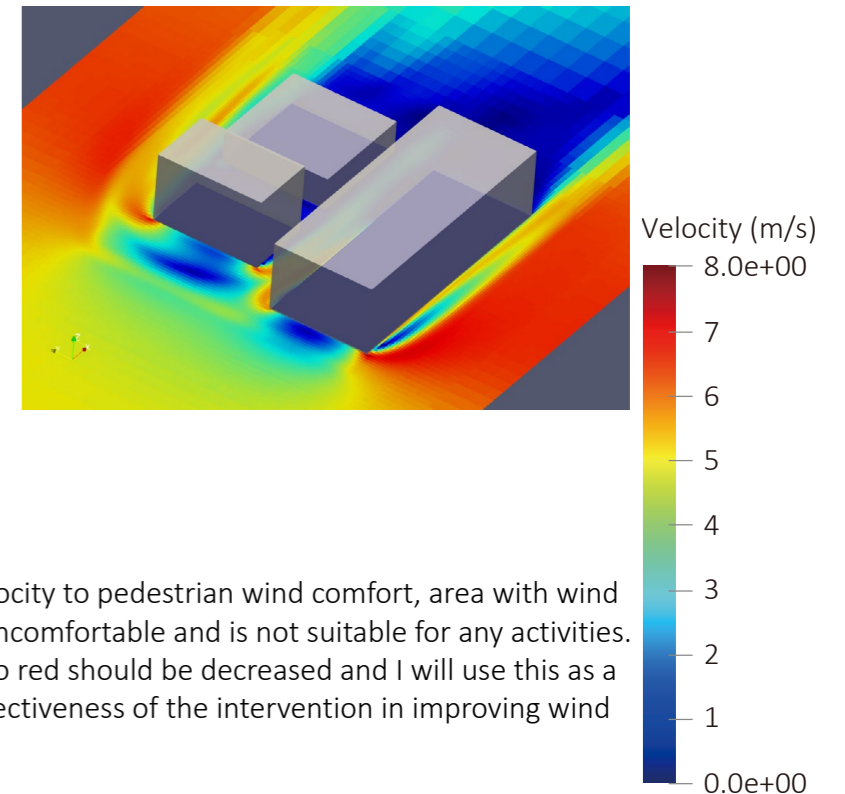 Velocity (m/s)
8.0e+00
7
6
5
4
3
2
1
0.0e+00
ocity to pedestrian wind comfort, area with wind
ncomfortable and is not suitable for any activities.
o red should be decreased and I will use this as a
ectiveness of the intervention in improving wind